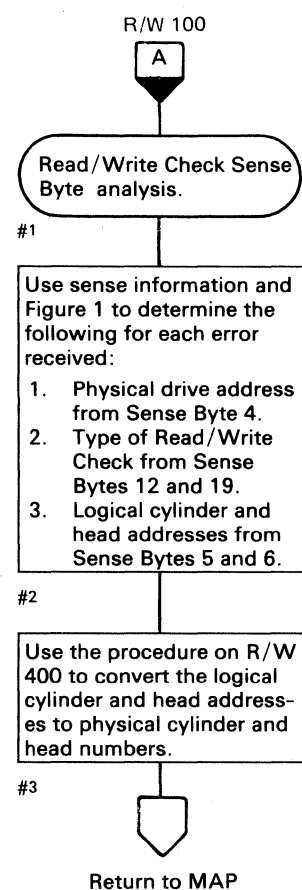 R/W 100
A
Read/Write Check Sense
Byte analysis.
#1
Use sense information and
Figure 1 to determine the
following for each error
received:
1. Physical drive address
from Sense Byte 4.
2. Type of Read/Write
Check from Sense
Bytes 12 and 19.
3. Logical cylinder and
head addresses from
Sense Bytes 5 and 6.
#2
Use the procedure on R/W
400 to convert the logical
cylinder and head address-
es to physical cylinder and
head numbers.
#3
Return to MAP